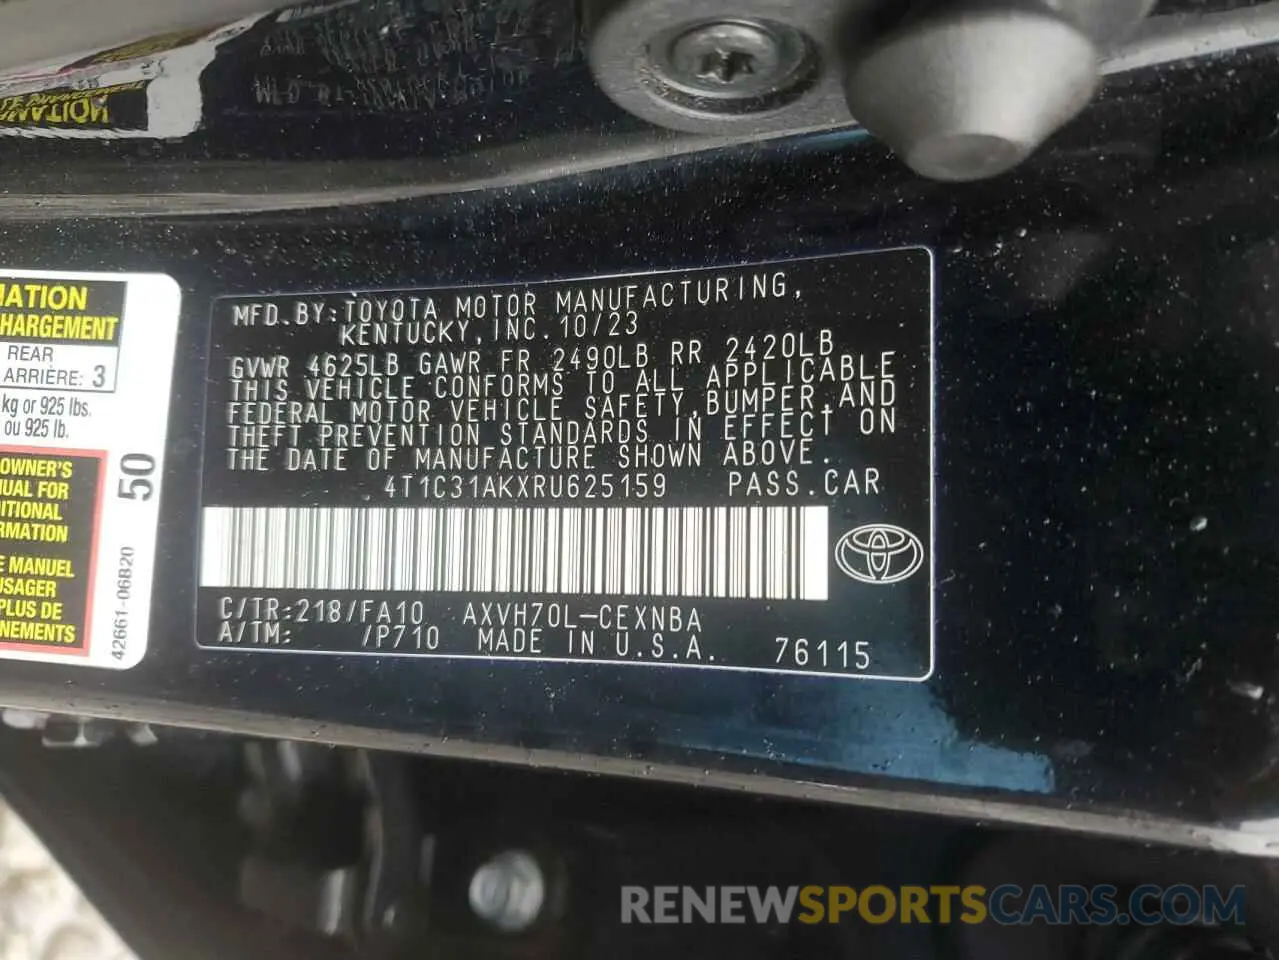 NOITUA
MATION
HARGEMENT
REAR
ARRIÈRE: 3
kg or 925 lbs.
ou 925 lb.
OWNER'S
UAL FOR
ITIONAL
RMATION
E MANUEL
USAGER
PLUS DE
NEMENTS
50
42661-06B20
MFD.BY:TOYOTA MOTOR MANUFACTURING,
KENTUCKY,INC.10/23
GVWR 4625LB GAWR FR 2490LB RR 2420LB
THIS VEHICLE CONFORMS TO ALL APPLICABLE
FEDERAL MOTOR VEHICLE SAFETY,BUMPER,AND
THEFT PREVENTION STANDARDS IN EFFECT ON
THE DATE OF MANUFACTURE SHOWN ABOVE.
4T1C31AKXRU625159 PASS.CAR
C/TR:218/FA10 AXVH70L-CEXNBA
A/TM: /P710 MADE IN U.S.A. 76115
RENEWSPORTSCARS.COM